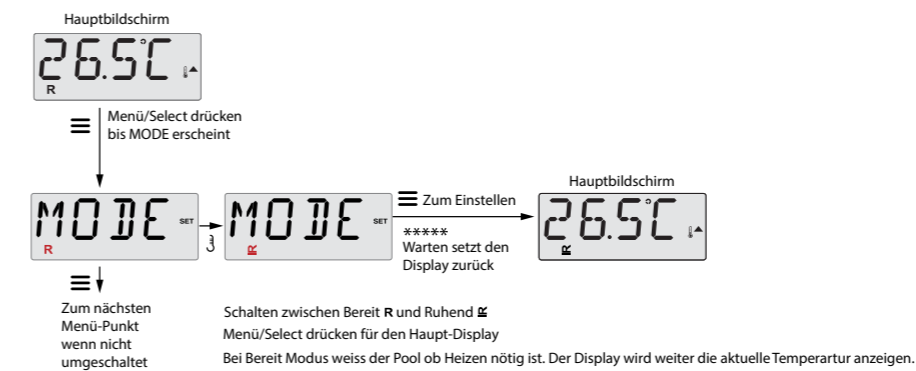 Hauptbildschirm
26.5°C
R
Menü/Select drücken
bis MODE erscheint
MODE SET
R
MODE SET
R
Zum Einstellen
*****
Warten setzt den
Display zurück
Hauptbildschirm
26.5°C
R
Zum nächsten
Menü-Punkt
wenn nicht
umgeschaltet
Schalten zwischen Bereit R und Ruhend R
Menü/Select drücken für den Haupt-Display
Bei Bereit Modus weiss der Pool ob Heizen nötig ist. Der Display wird weiter die aktuelle Temperartur anzeigen.